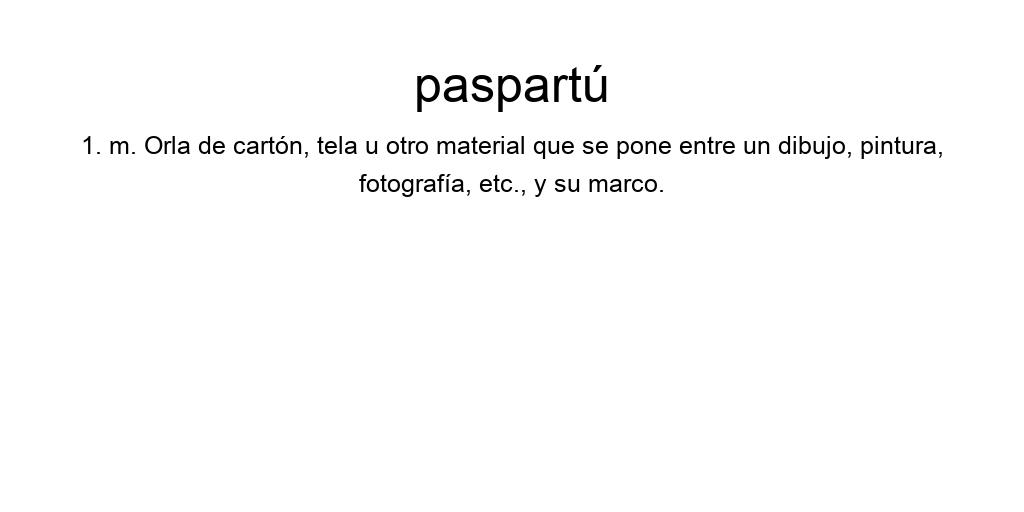 paspartú
1. m. Orla de cartón, tela u otro material que se pone entre un dibujo, pintura,
fotografía, etc., y su marco.